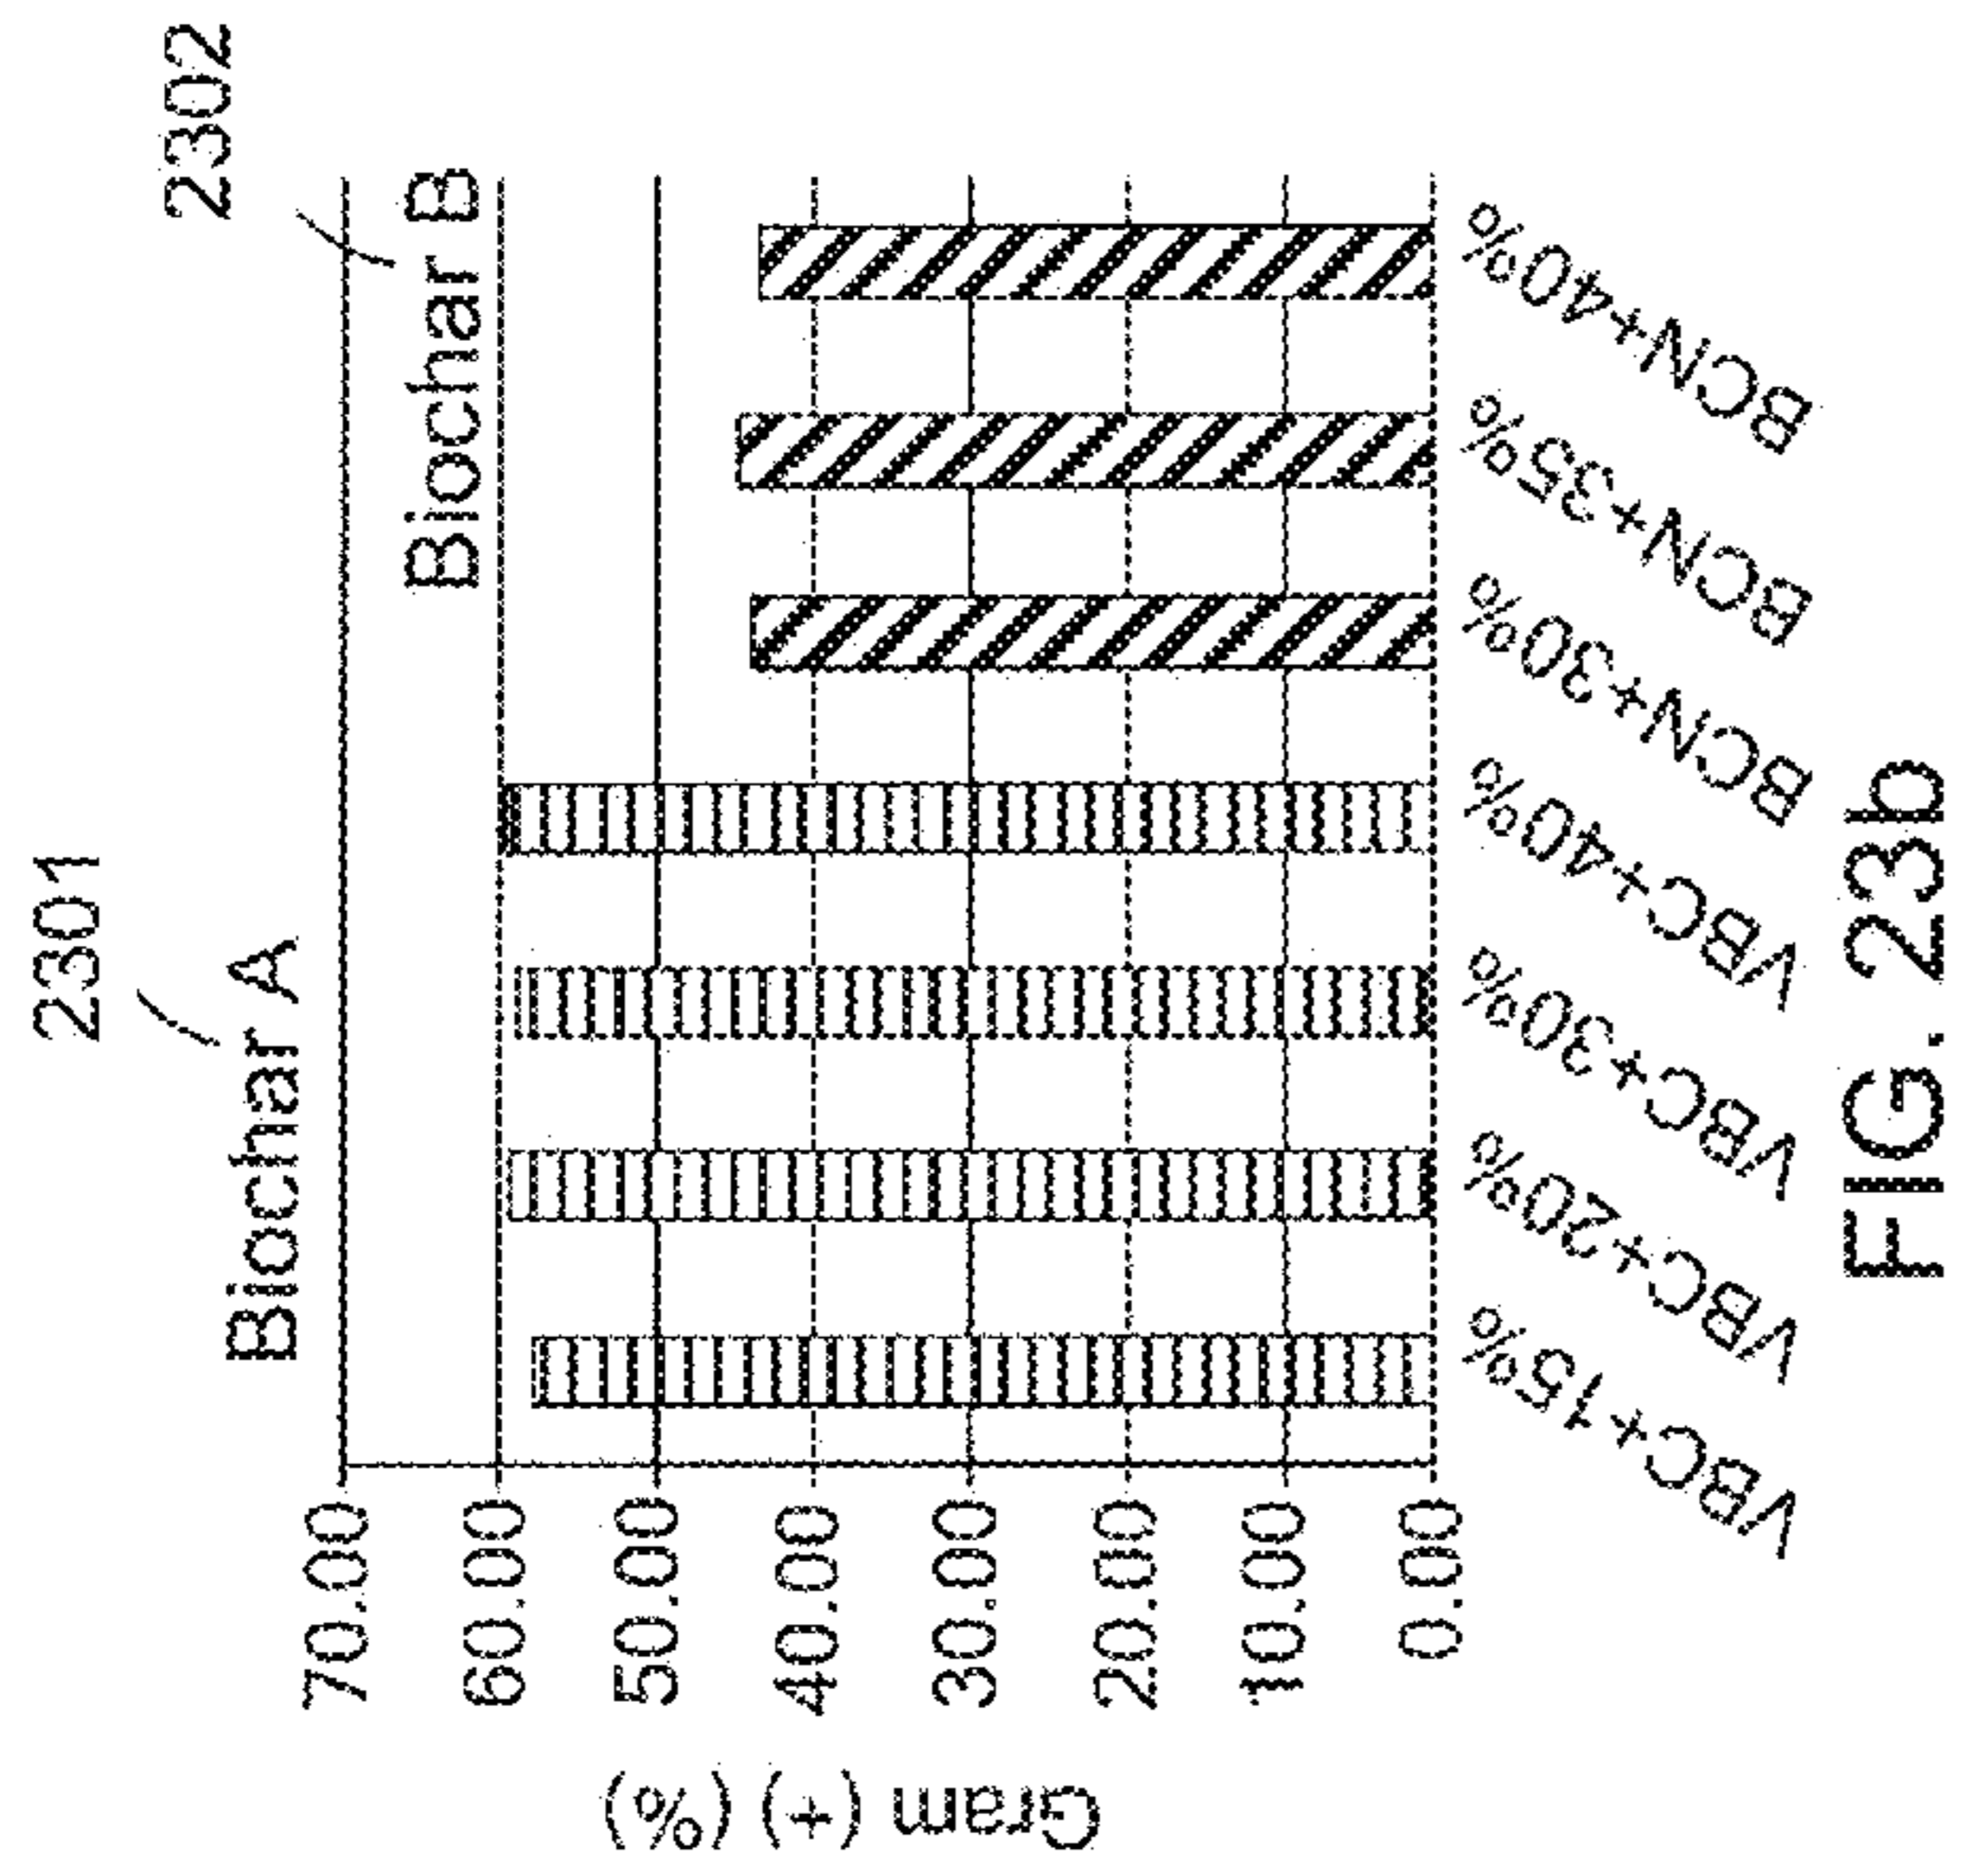 2301
2302
Biochar A
Biochar B
Gram (+) (%)
70.00
60.00
50.00
40.00
30.00
20.00
10.00
0.00
VBC+15%
VBC+20%
VBC+30%
VBC+40%
BCN+30%
BCN+35%
BCN+40%
FIG. 23b